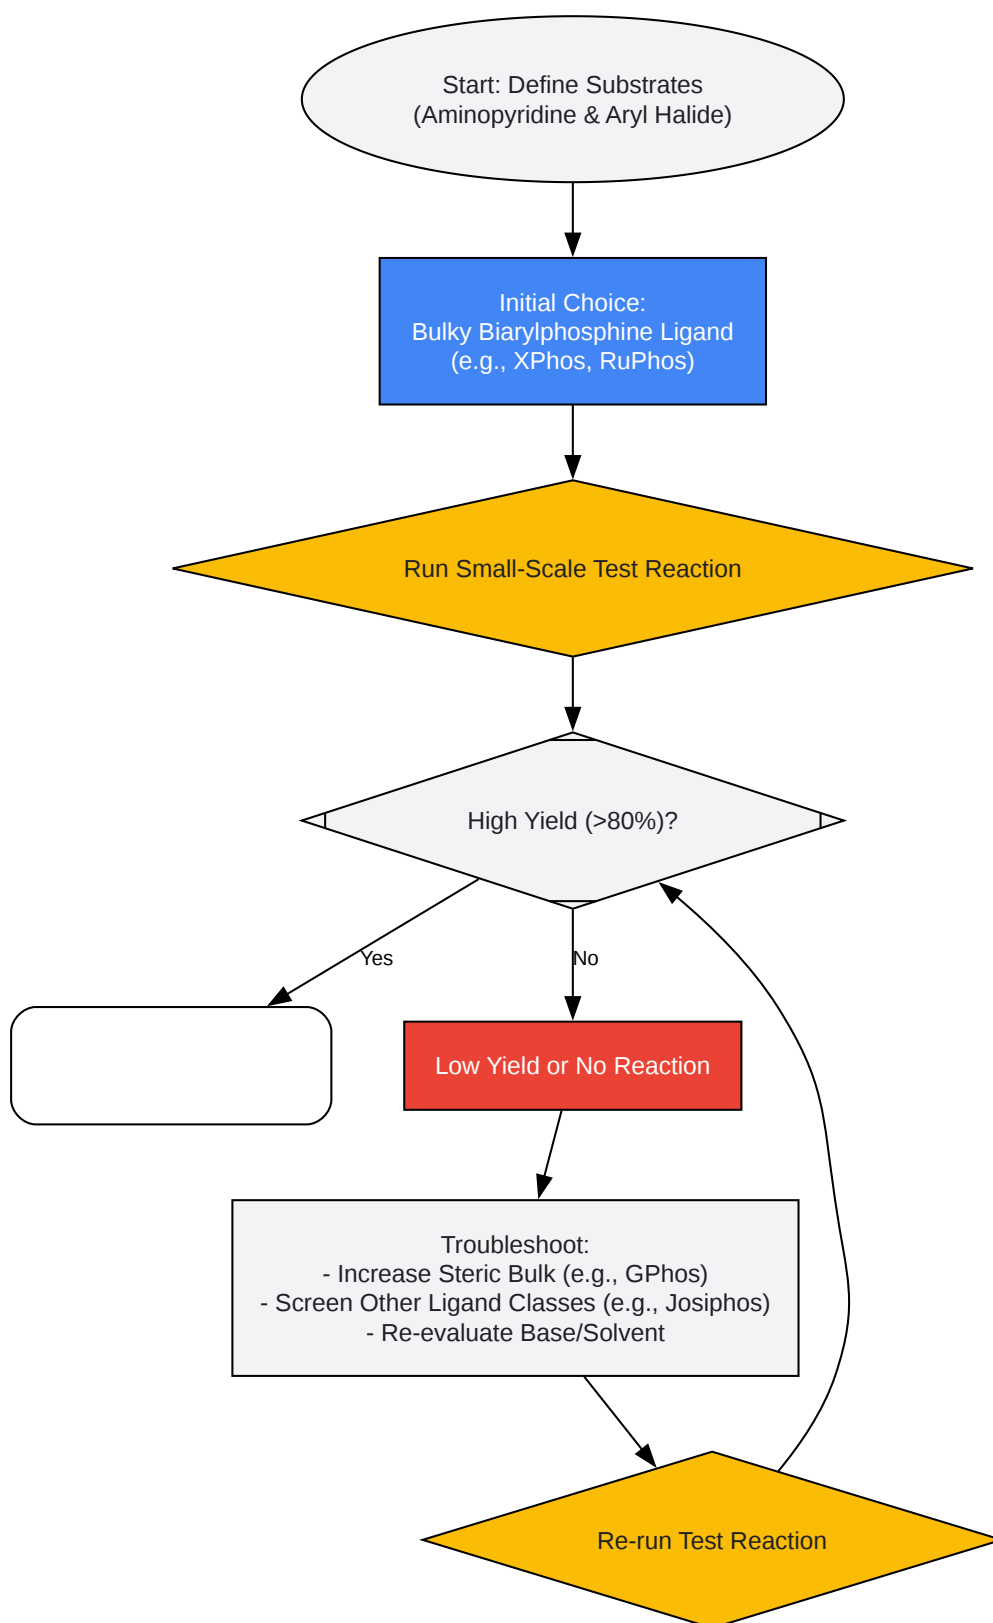 Start: Define Substrates
(Aminopyridine & Aryl Halide)
Initial Choice:
Bulky Biarylphosphine Ligand
(e.g., XPhos, RuPhos)
Run Small-Scale Test Reaction
High Yield (>80%)?
Yes
No
Low Yield or No Reaction
Troubleshoot:
- Increase Steric Bulk (e.g., GPhos)
- Screen Other Ligand Classes (e.g., Josiphos)
- Re-evaluate Base/Solvent
Re-run Test Reaction